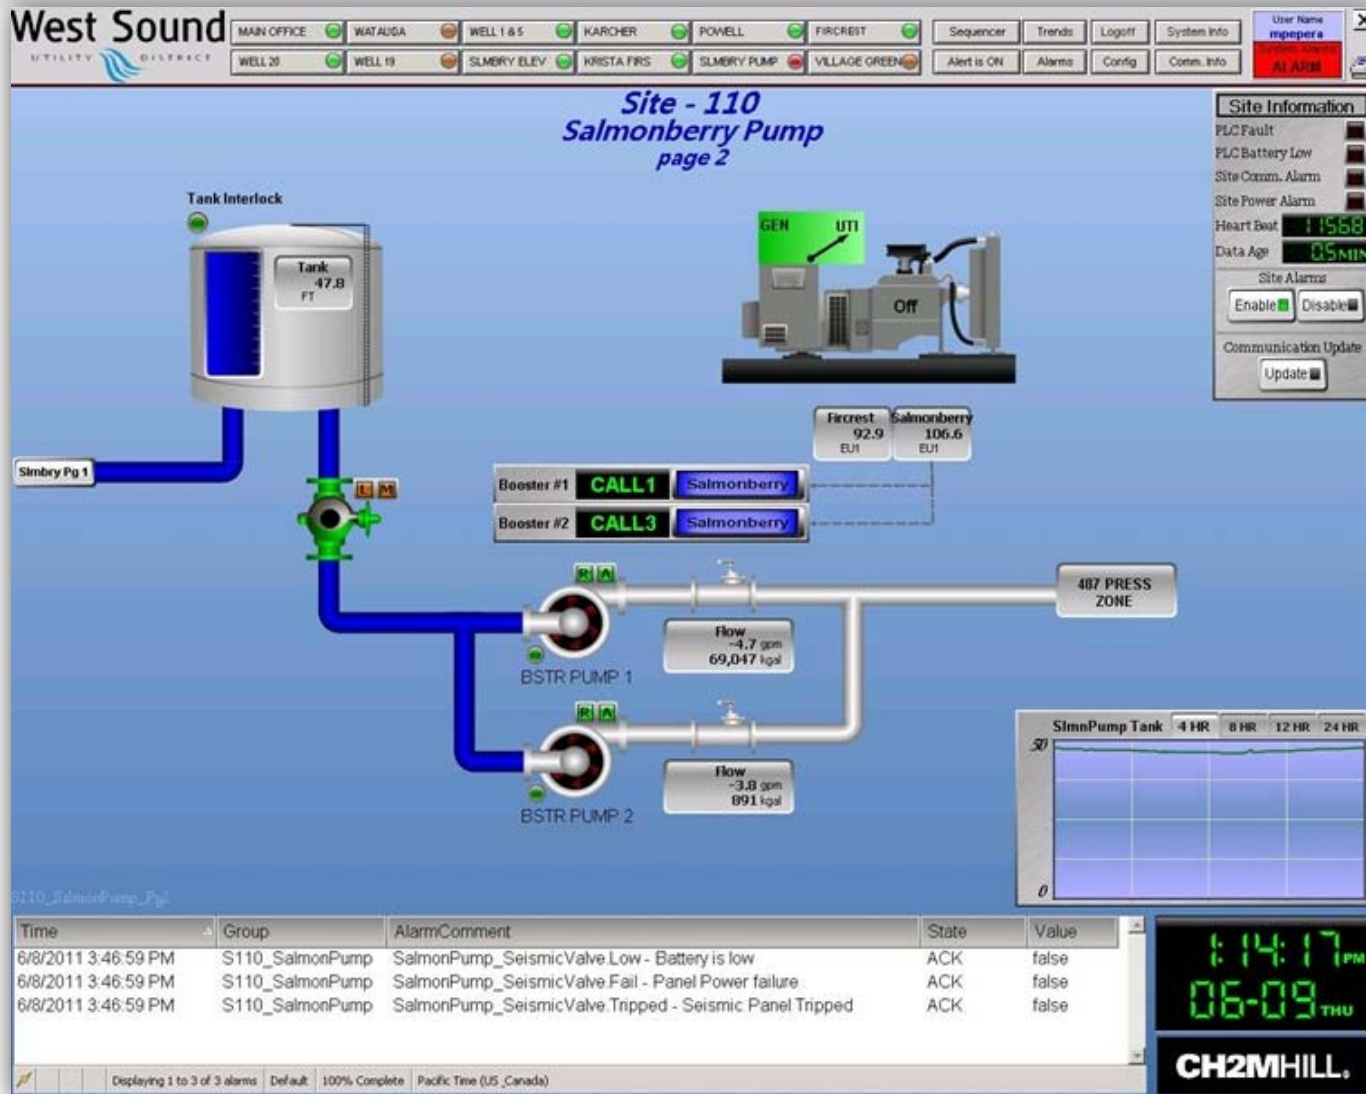 West Sound
UTILITY DISTRICT
MAIN OFFICE WATAUGA WELL 1 & 5 KARCHER POWELL FIRCREST
WELL 20 WELL 19 SLMBRY ELEV KRISTA FIRS SLMBRY PUMP VILLAGE GREEN
Sequencer Trends Logoff System Info
Alert is ON Alarms Config Comm. Info
User Name
mpepera
System Alarms
ALARM
Site - 110
Salmonberry Pump
page 2
Site Information
PLC Fault
PLC Battery Low
Site Comm. Alarm
Site Power Alarm
Heart Beat 11568
Data Age 0.5 MIN
Site Alarms
Enable Disable
Communication Update
Update
Tank Interlock
Tank
47.8
FT
GEN UTI
Off
Slmbry Pg 1
L M
Fircrest
92.9
EU1
Salmonberry
106.6
EU1
Booster #1 CALL1 Salmonberry
Booster #2 CALL3 Salmonberry
R A
BSTR PUMP 1
Flow
-4.7 gpm
69,047 kgal
487 PRESS
ZONE
R A
BSTR PUMP 2
Flow
-3.8 gpm
891 kgal
SlmnPump Tank 4 HR 8 HR 12 HR 24 HR
50
0
S110_SalmonPump_Pg2
Time Group AlarmComment State Value
6/8/2011 3:46:59 PM S110_SalmonPump SalmonPump_SeismicValve.Low - Battery is low ACK false
6/8/2011 3:46:59 PM S110_SalmonPump SalmonPump_SeismicValve.Fail - Panel Power failure ACK false
6/8/2011 3:46:59 PM S110_SalmonPump SalmonPump_SeismicValve.Tripped - Seismic Panel Tripped ACK false
Displaying 1 to 3 of 3 alarms Default 100% Complete Pacific Time (US_Canada)
1:14:17 PM
06-09 THU
CH2MHILL®